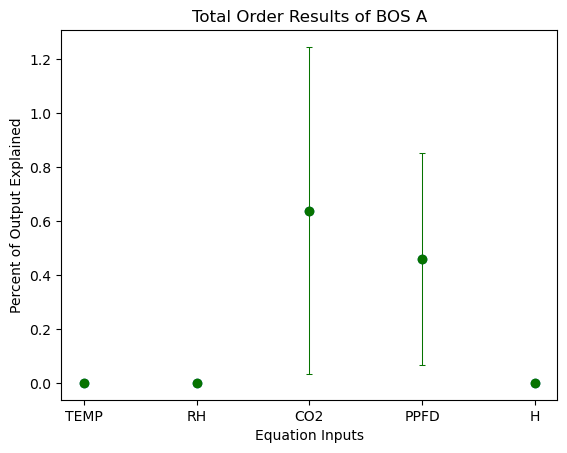 Total Order Results of BOS A
Percent of Output Explained
1.2
1.0
0.8
0.6
0.4
0.2
0.0
TEMP RH CO2 PPFD H
Equation Inputs